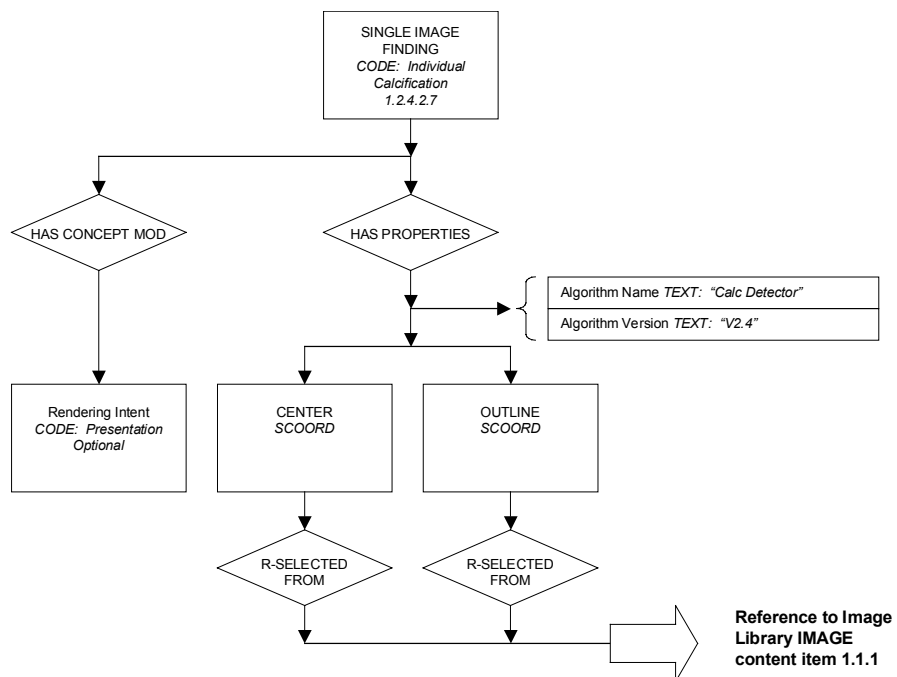 SINGLE IMAGE
FINDING
CODE: Individual
Calcification
1.2.4.2.7
HAS CONCEPT MOD
HAS PROPERTIES
Algorithm Name TEXT: “Calc Detector”
Algorithm Version TEXT: “V2.4”
Rendering Intent
CODE: Presentation
Optional
CENTER
SCOORD
OUTLINE
SCOORD
R-SELECTED
FROM
R-SELECTED
FROM
Reference to Image
Library IMAGE
content item 1.1.1